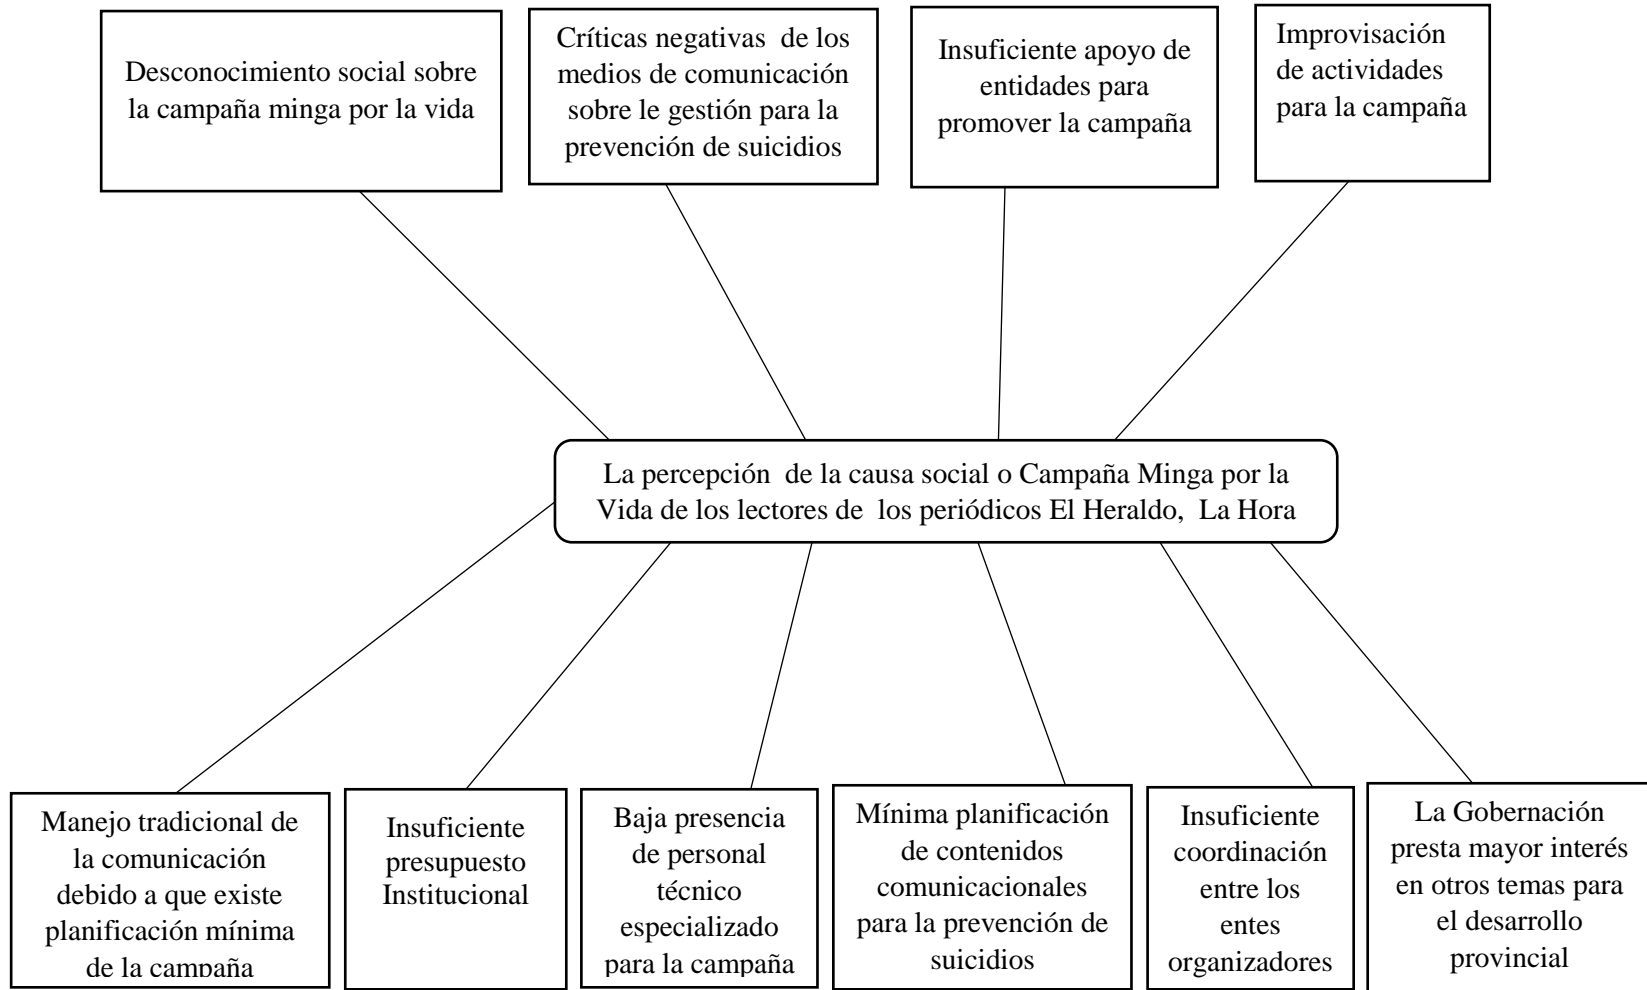 Desconocimiento social sobre
la campaña minga por la vida
Críticas negativas de los
medios de comunicación
sobre le gestión para la
prevención de suicidios
Insuficiente apoyo de
entidades para
promover la campaña
Improvisación
de actividades
para la campaña
La percepción de la causa social o Campaña Minga por la
Vida de los lectores de los periódicos El Heraldo, La Hora
Manejo tradicional de
la comunicación
debido a que existe
planificación mínima
de la campaña
Insuficiente
presupuesto
Institucional
Baja presencia
de personal
técnico
especializado
para la campaña
Mínima planificación
de contenidos
comunicacionales
para la prevención de
suicidios
Insuficiente
coordinación
entre los
entes
organizadores
La Gobernación
presta mayor interés
en otros temas para
el desarrollo
provincial